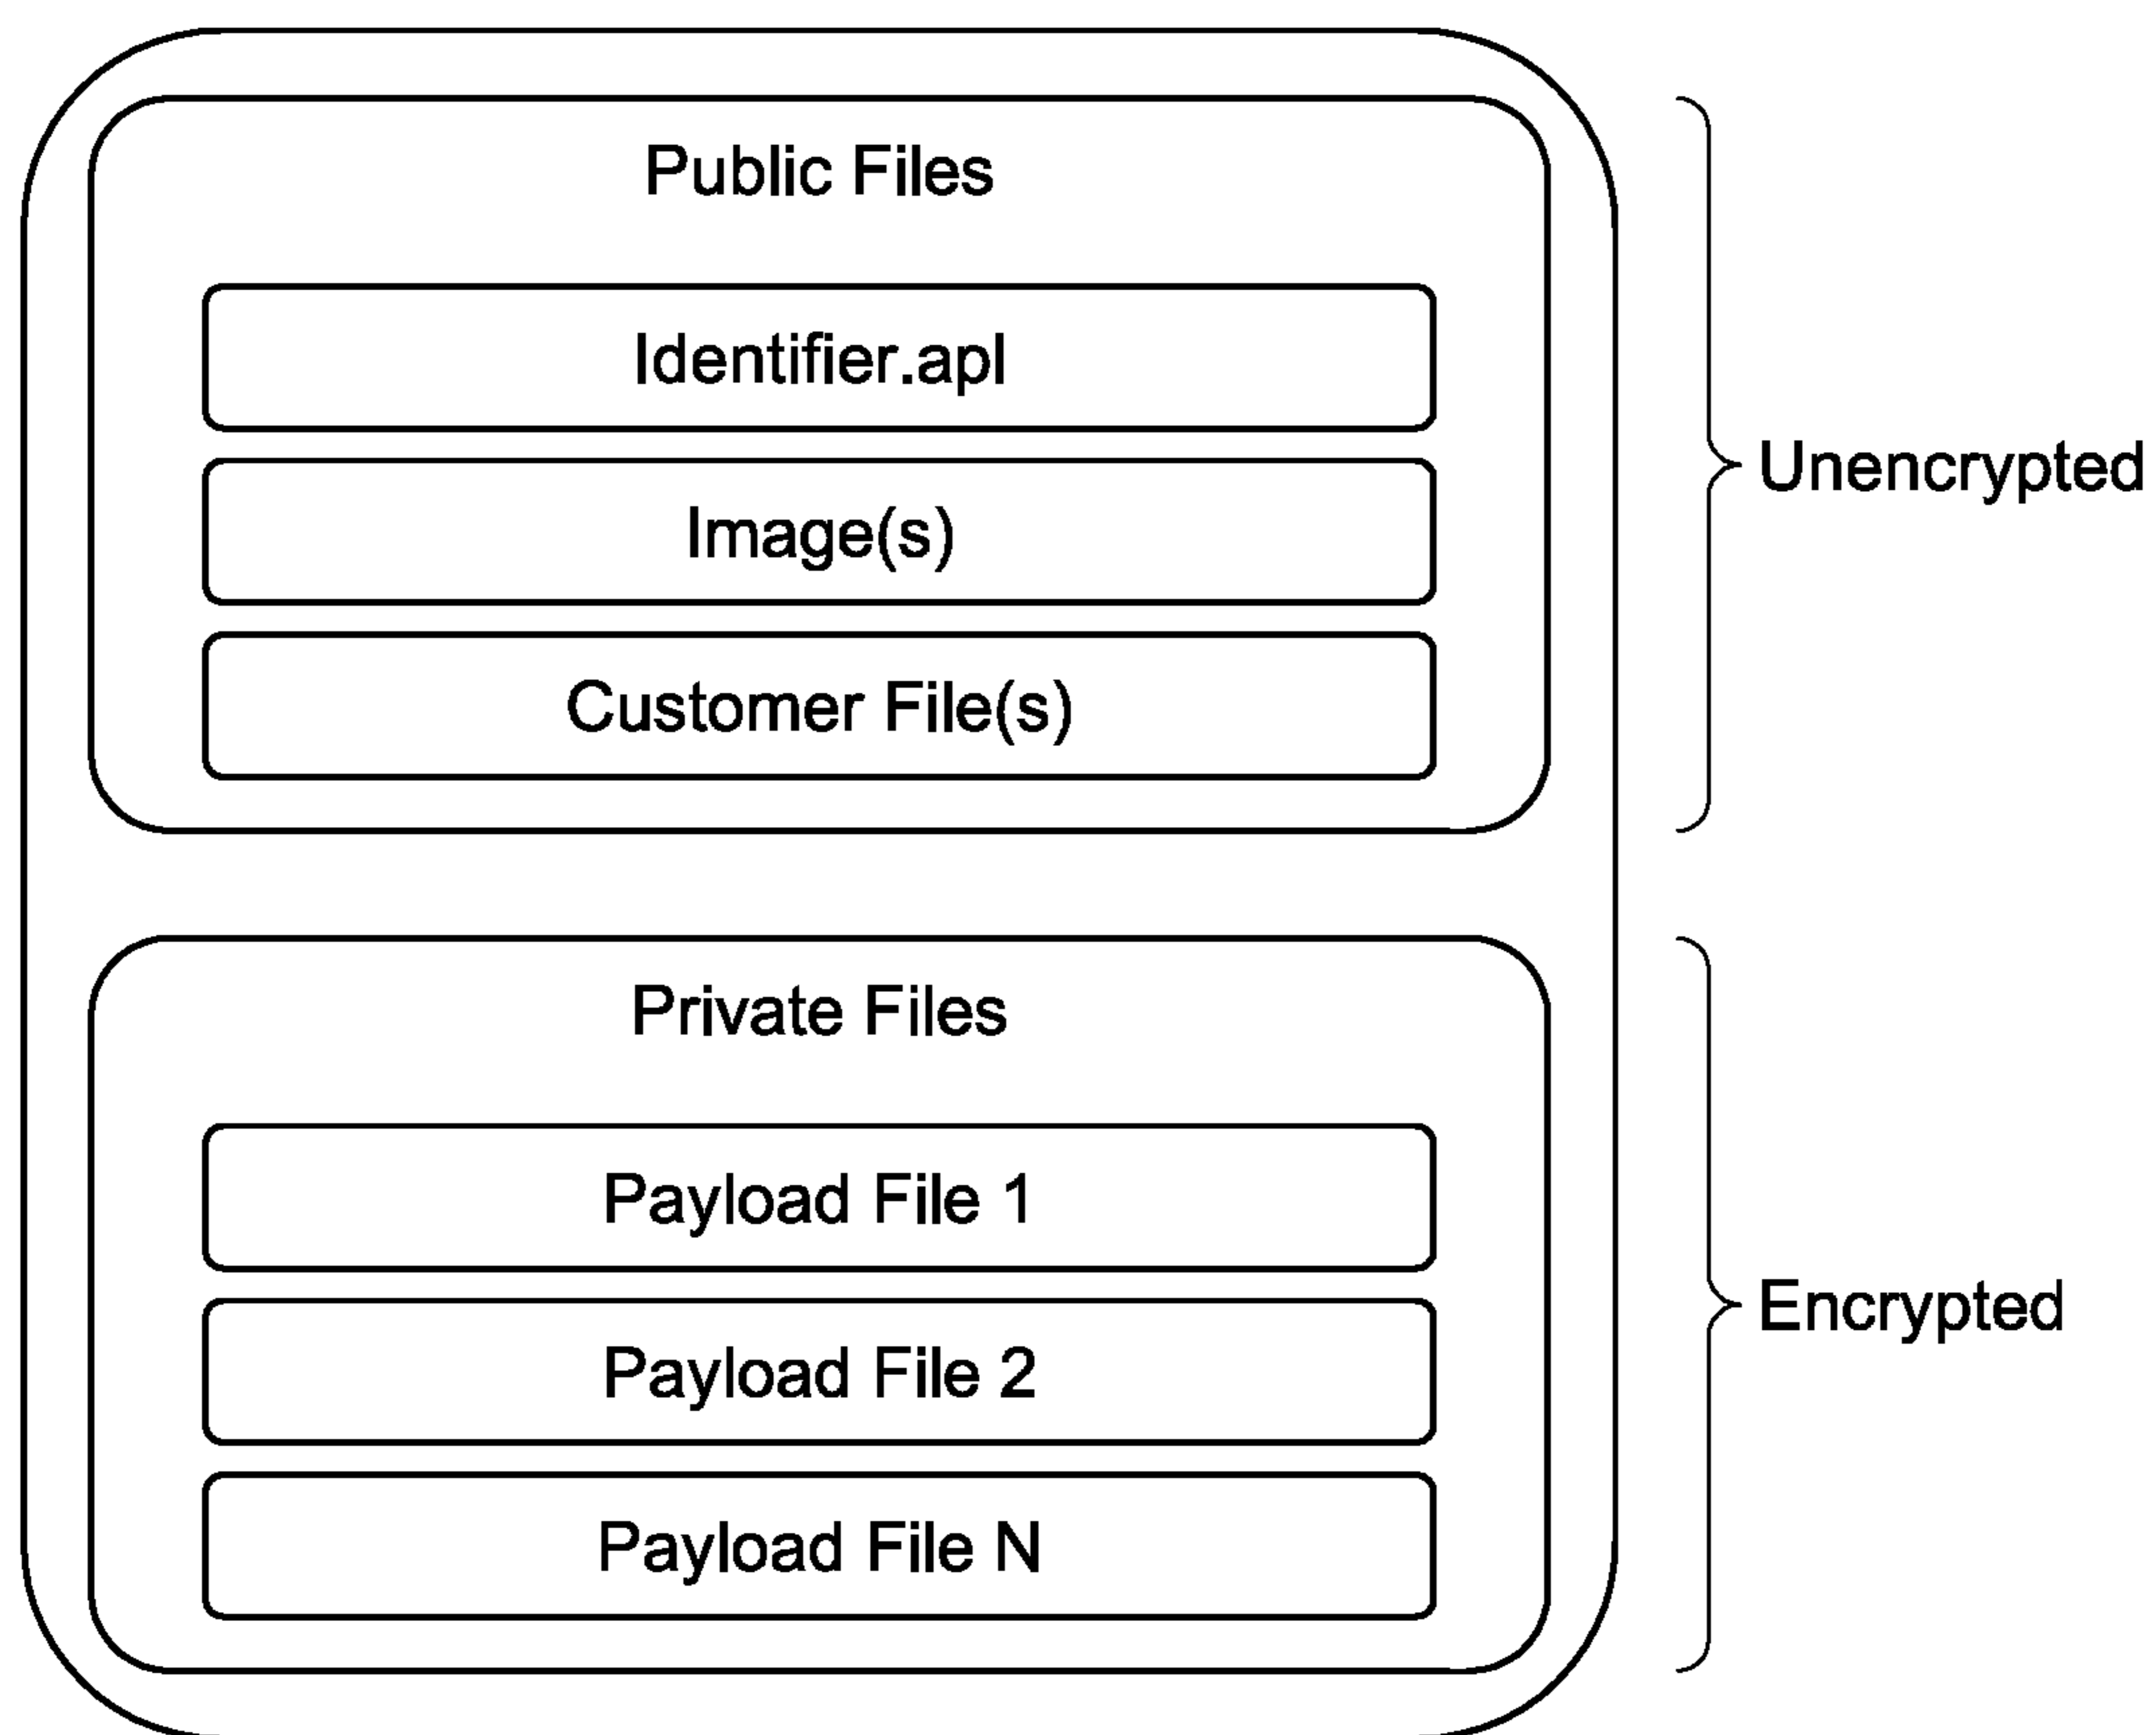 Public Files
Identifier.apl
Image(s)
Customer File(s)
Unencrypted
Private Files
Payload File 1
Payload File 2
Payload File N
Encrypted